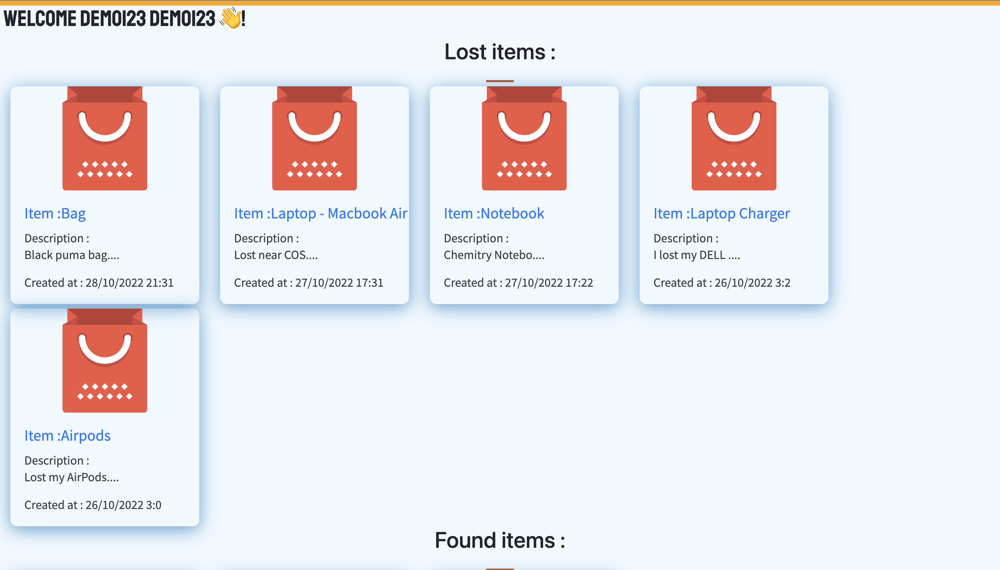 WELCOME DEMO123 DEMO123 👋!
Lost items :
Item :Bag
Description :
Black puma bag....
Created at : 28/10/2022 21:31
Item :Laptop - Macbook Air
Description :
Lost near COS....
Created at : 27/10/2022 17:31
Item :Notebook
Description :
Chemitry Notebo....
Created at : 27/10/2022 17:22
Item :Laptop Charger
Description :
I lost my DELL ....
Created at : 26/10/2022 3:2
Item :Airpods
Description :
Lost my AirPods....
Created at : 26/10/2022 3:0
Found items :